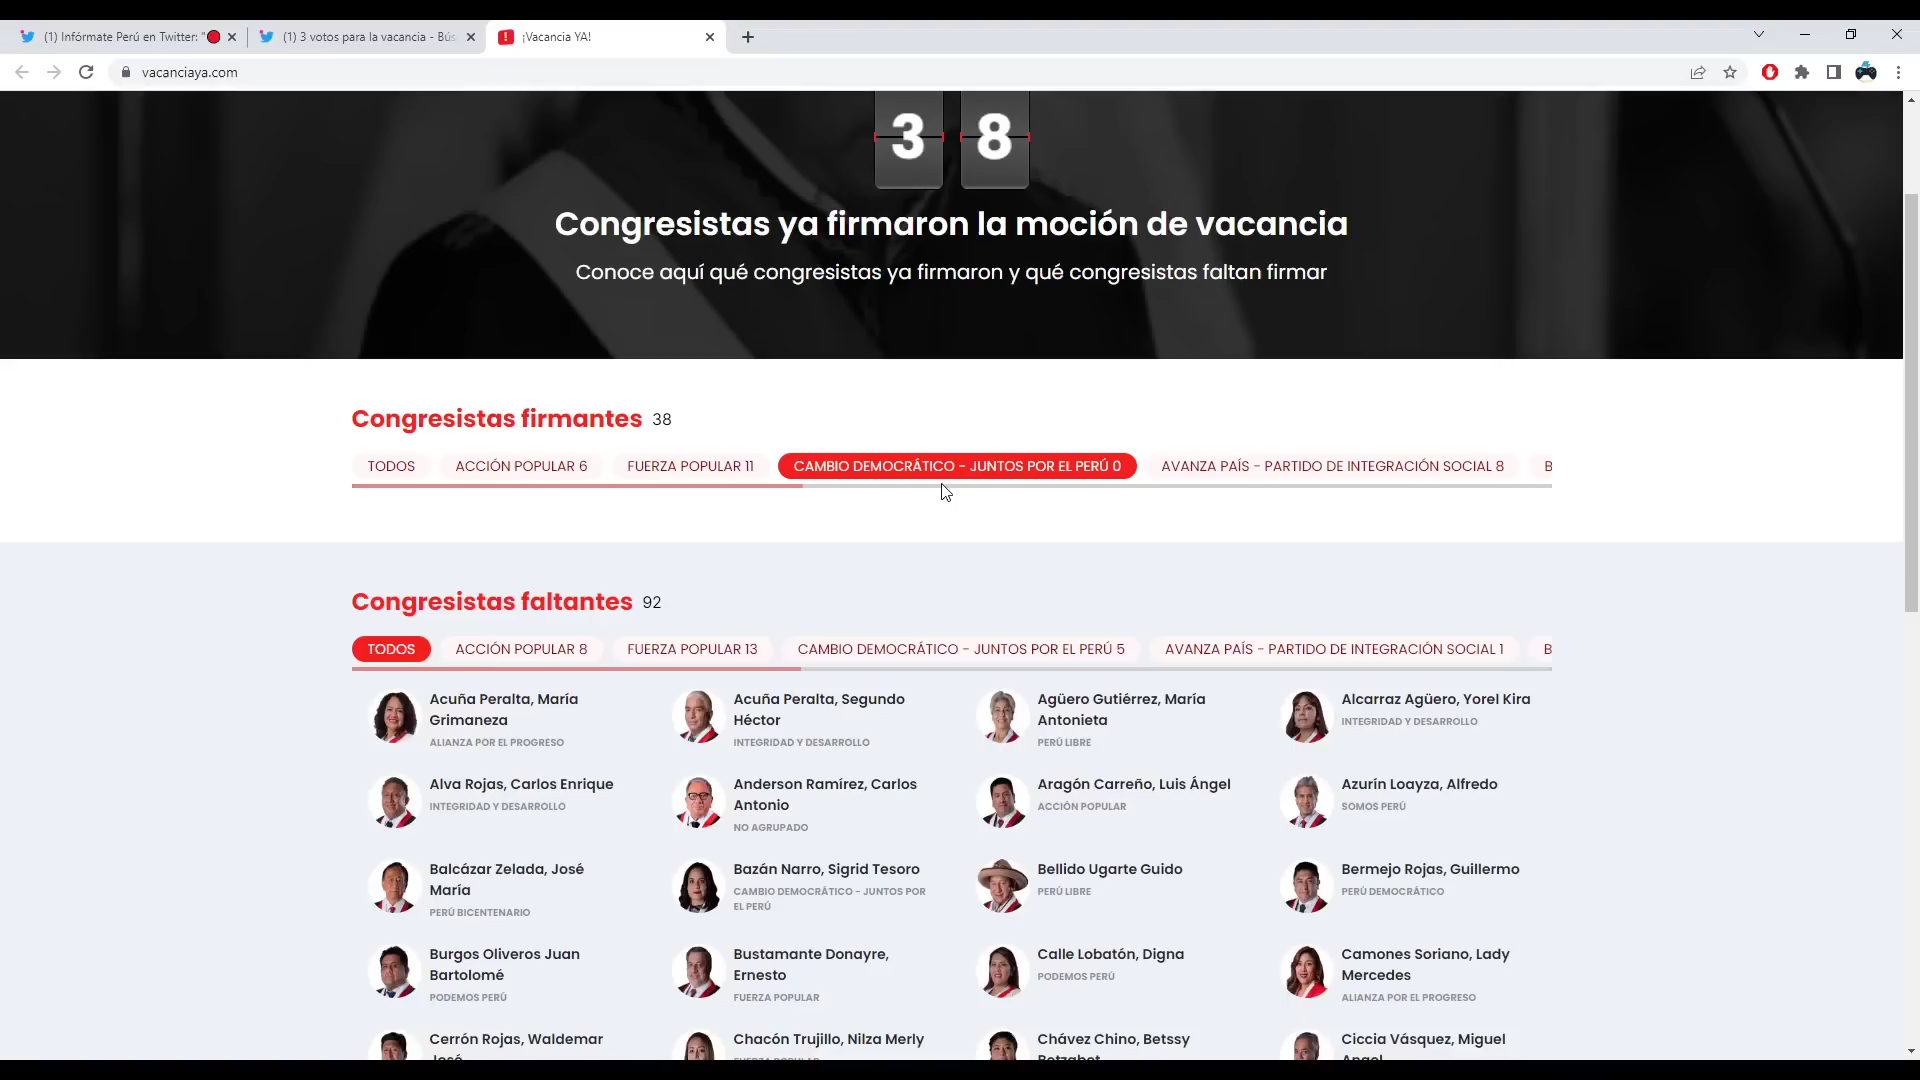 (1) Infórmate Perú en Twitter: "
(1) 3 votos para la vacancia - Bús
¡Vacancia YA!
vacanciaya.com
3 8
Congresistas ya firmaron la moción de vacancia
Conoce aquí qué congresistas ya firmaron y qué congresistas faltan firmar
Congresistas firmantes 38
TODOS
ACCIÓN POPULAR 6
FUERZA POPULAR 11
CAMBIO DEMOCRÁTICO - JUNTOS POR EL PERÚ 0
AVANZA PAÍS - PARTIDO DE INTEGRACIÓN SOCIAL 8
B
Congresistas faltantes 92
TODOS
ACCIÓN POPULAR 8
FUERZA POPULAR 13
CAMBIO DEMOCRÁTICO - JUNTOS POR EL PERÚ 5
AVANZA PAÍS - PARTIDO DE INTEGRACIÓN SOCIAL 1
B
Acuña Peralta, María
Grimaneza
ALIANZA POR EL PROGRESO
Acuña Peralta, Segundo
Héctor
INTEGRIDAD Y DESARROLLO
Agüero Gutiérrez, María
Antonieta
PERÚ LIBRE
Alcarraz Agüero, Yorel Kira
INTEGRIDAD Y DESARROLLO
Alva Rojas, Carlos Enrique
INTEGRIDAD Y DESARROLLO
Anderson Ramírez, Carlos
Antonio
NO AGRUPADO
Aragón Carreño, Luis Ángel
ACCIÓN POPULAR
Azurín Loayza, Alfredo
SOMOS PERÚ
Balcázar Zelada, José
María
PERÚ BICENTENARIO
Bazán Narro, Sigrid Tesoro
CAMBIO DEMOCRÁTICO - JUNTOS POR
EL PERÚ
Bellido Ugarte Guido
PERÚ LIBRE
Bermejo Rojas, Guillermo
PERÚ DEMOCRÁTICO
Burgos Oliveros Juan
Bartolomé
PODEMOS PERÚ
Bustamante Donayre,
Ernesto
FUERZA POPULAR
Calle Lobatón, Digna
PODEMOS PERÚ
Camones Soriano, Lady
Mercedes
ALIANZA POR EL PROGRESO
Cerrón Rojas, Waldemar
José
Chacón Trujillo, Nilza Merly
FUERZA POPULAR
Chávez Chino, Betssy
Betzabet
Ciccia Vásquez, Miguel
Angel